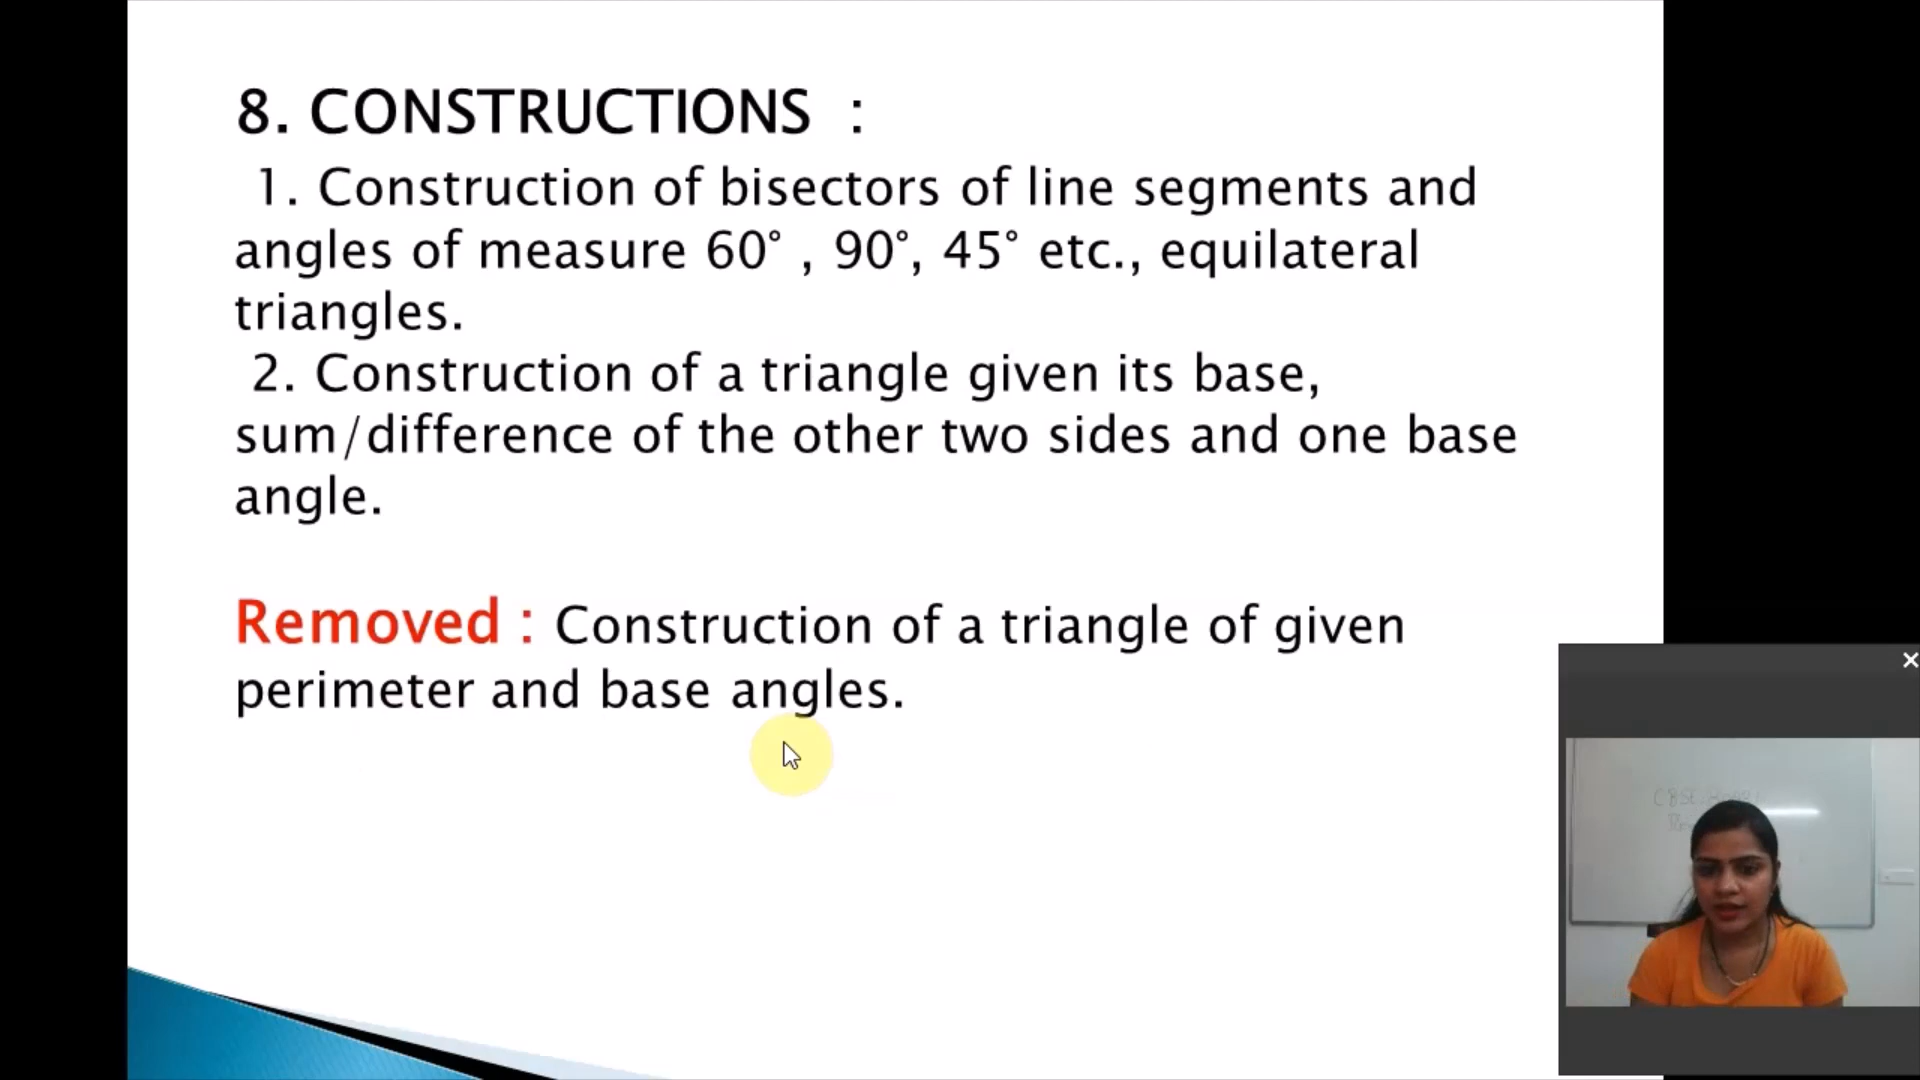 8. CONSTRUCTIONS :
1. Construction of bisectors of line segments and
angles of measure 60° , 90°, 45° etc., equilateral
triangles.
2. Construction of a triangle given its base,
sum/difference of the other two sides and one base
angle.
Removed : Construction of a triangle of given
perimeter and base angles.
CBSE